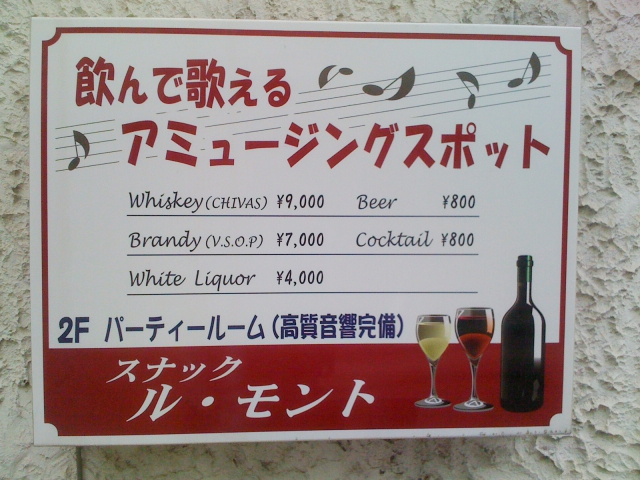 飲んで歌える
アミュージングスポット
Whiskey (CHIVAS) ¥9,000 Beer ¥800
Brandy (V.S.O.P) ¥7,000 Cocktail ¥800
White Liquor ¥4,000
2F パーティールーム(高質音響完備)
スナック
ル・モント